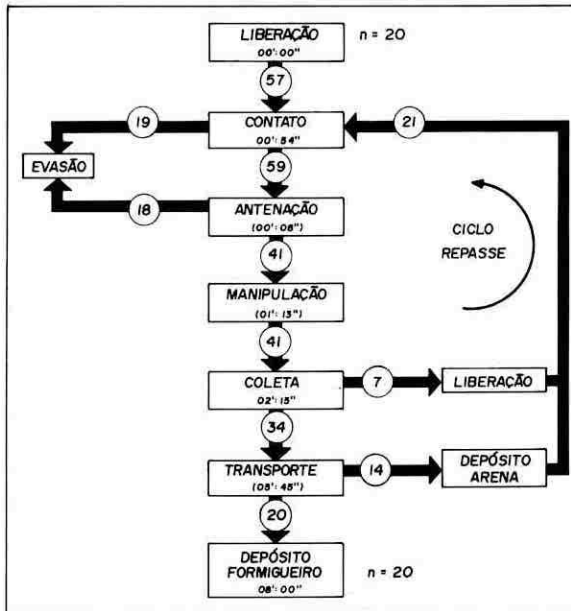 LIBERAÇÃO
00':00"
n = 20
57
19
CONTATO
00':54"
21
EVASÃO
59
18
ANTENAÇÃO
(00':08")
CICLO
REPASSE
41
MANIPULAÇÃO
(01':13")
41
COLETA
02':15"
7
LIBERAÇÃO
34
TRANSPORTE
(05':45")
14
DEPÓSITO
ARENA
20
DEPÓSITO
FORMIGUEIRO
08':00"
n = 20